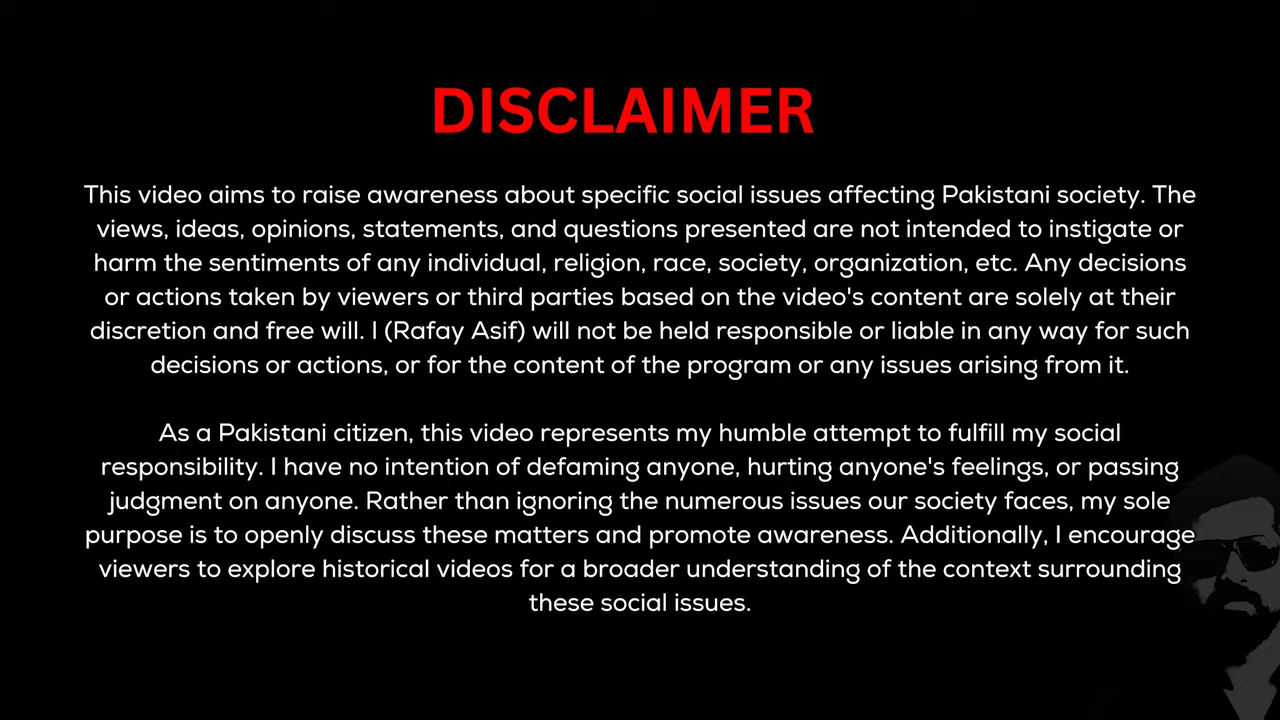 DISCLAIMER
This video aims to raise awareness about specific social issues affecting Pakistani society. The
views, ideas, opinions, statements, and questions presented are not intended to instigate or
harm the sentiments of any individual, religion, race, society, organization, etc. Any decisions
or actions taken by viewers or third parties based on the video's content are solely at their
discretion and free will. I (Rafay Asif) will not be held responsible or liable in any way for such
decisions or actions, or for the content of the program or any issues arising from it.
As a Pakistani citizen, this video represents my humble attempt to fulfill my social
responsibility. I have no intention of defaming anyone, hurting anyone's feelings, or passing
judgment on anyone. Rather than ignoring the numerous issues our society faces, my sole
purpose is to openly discuss these matters and promote awareness. Additionally, I encourage
viewers to explore historical videos for a broader understanding of the context surrounding
these social issues.